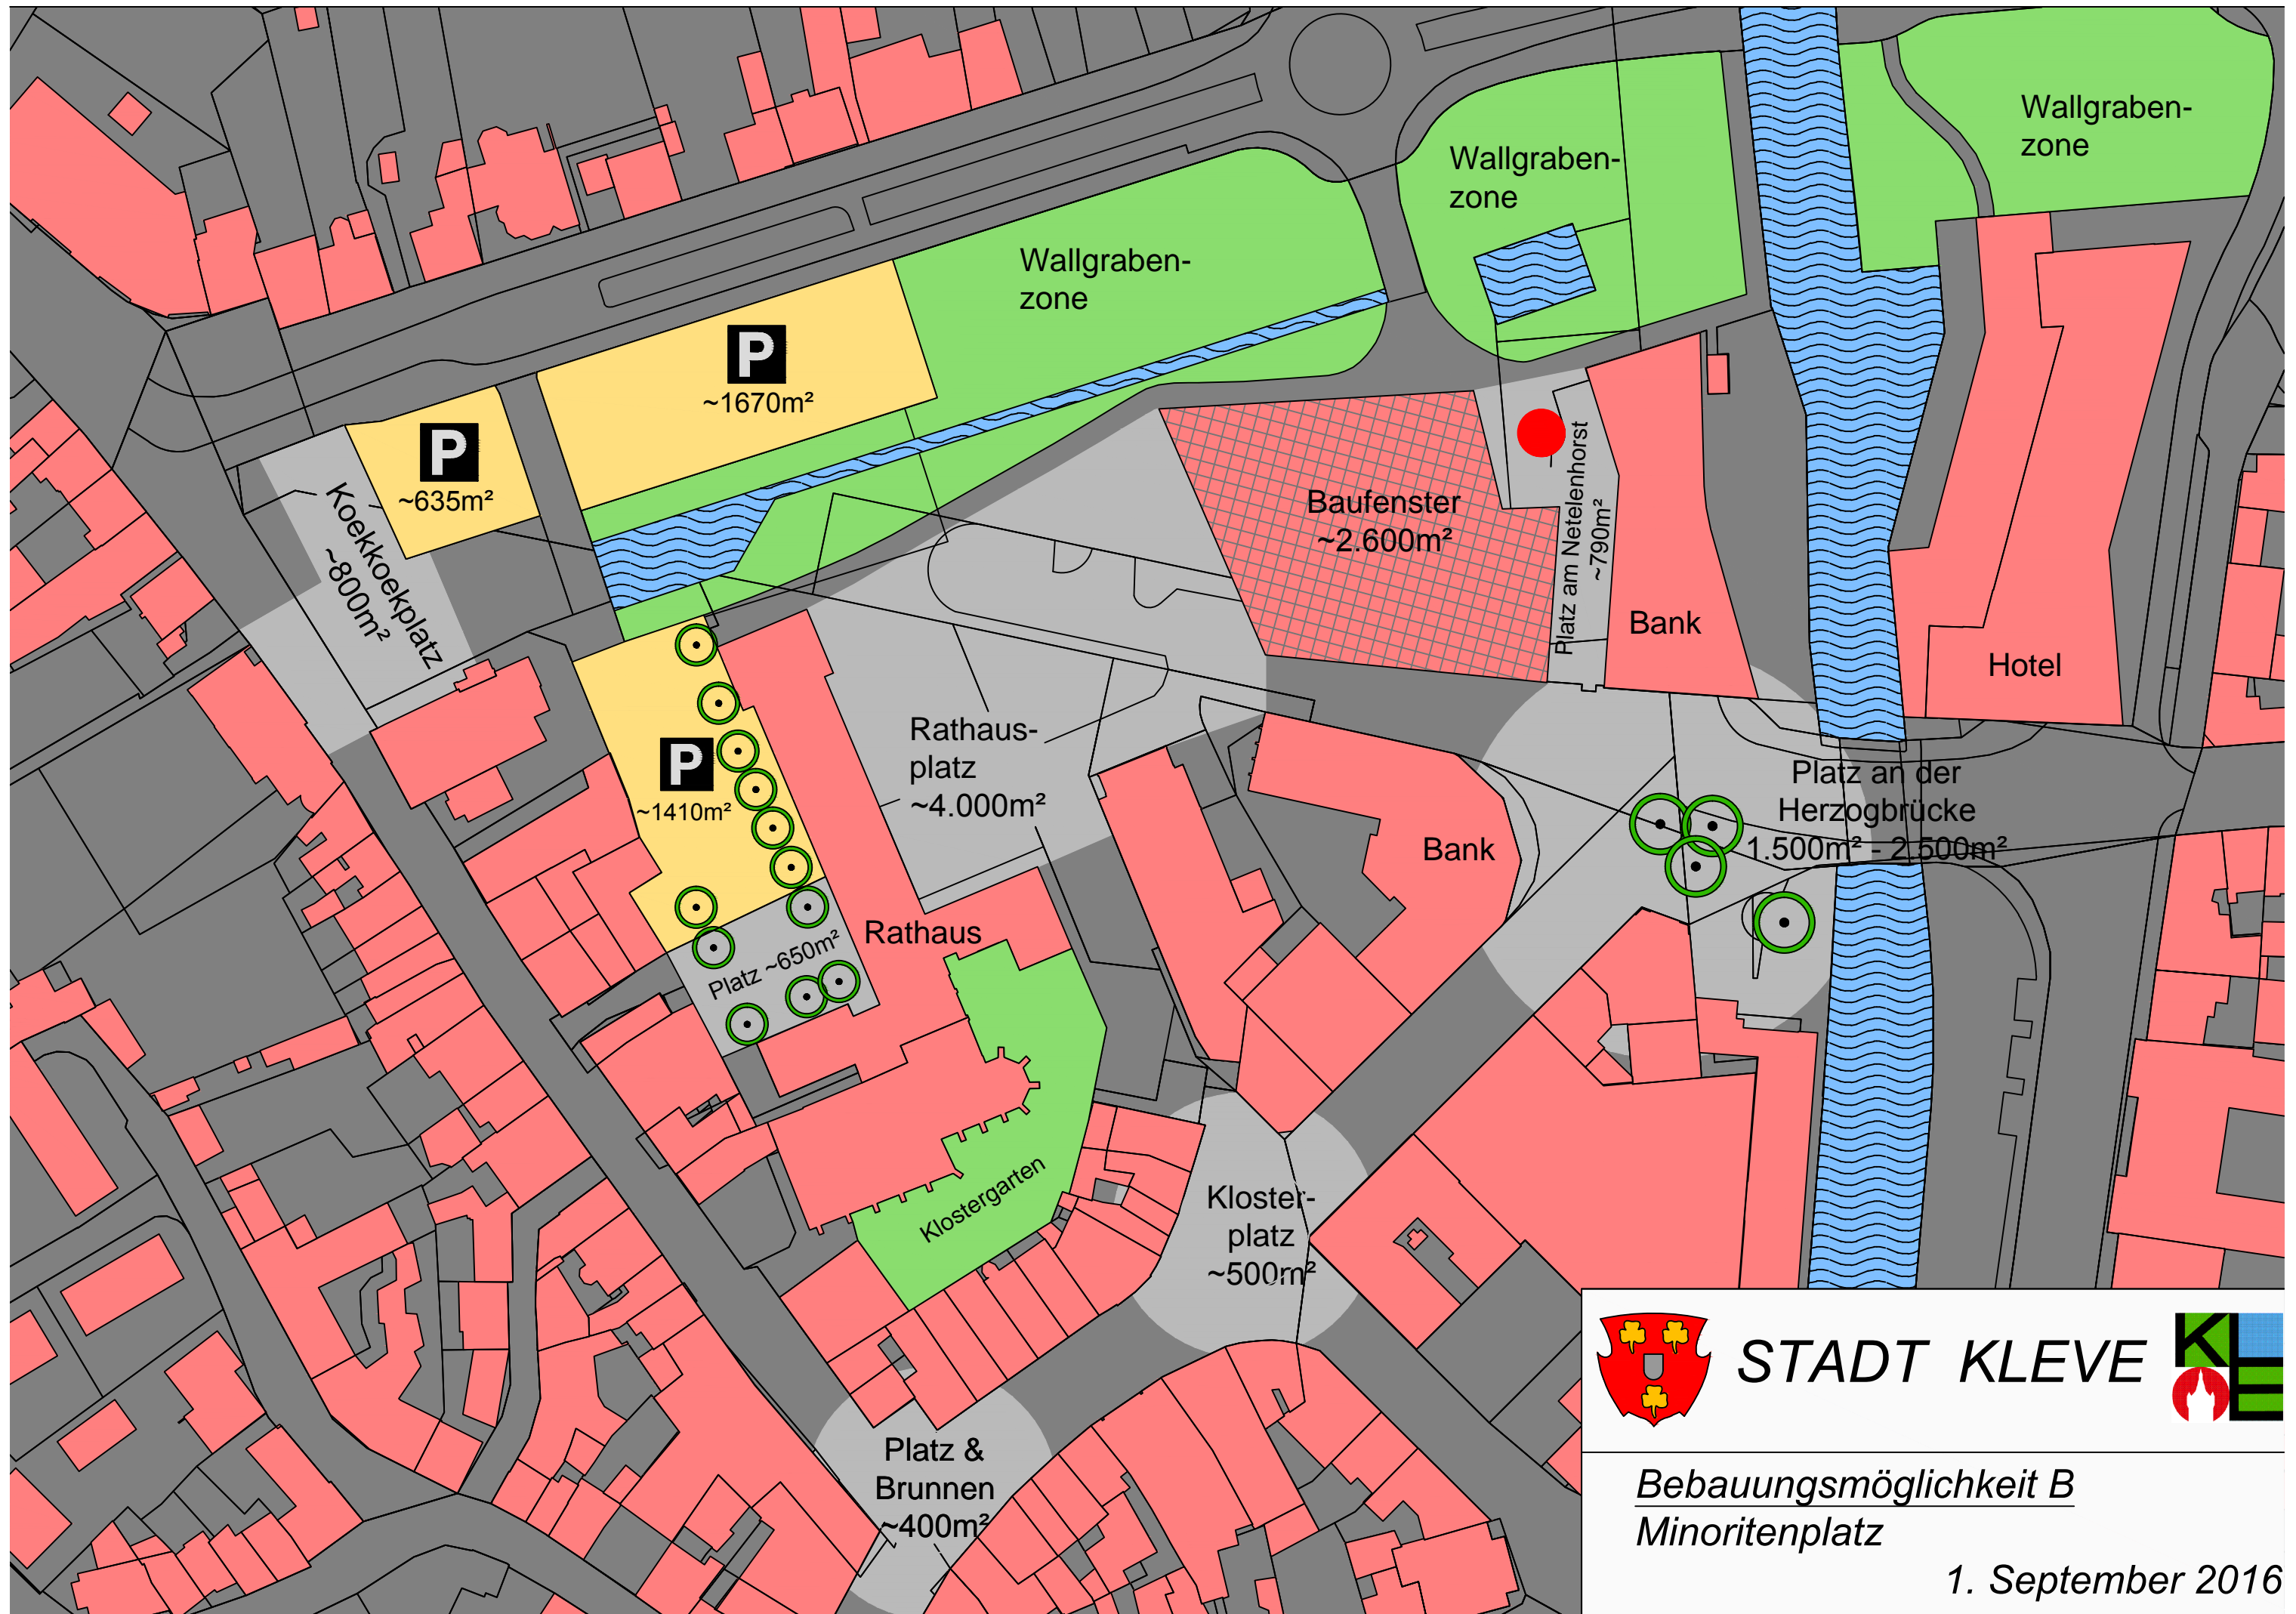 Wallgraben-
zone
Wallgraben-
zone
Wallgraben-
zone
P
~1670m²
P
~635m²
Koekkoekplatz
~800m²
Baufenster
~2.600m²
Platz am Netelenhorst
~790m²
Bank
Hotel
Rathaus-
platz
~4.000m²
P
~1410m²
Platz an der
Herzogbrücke
1.500m² - 2.500m²
Bank
Rathaus
Platz ~650m²
Klostergarten
Kloster-
platz
~500m²
Platz &
Brunnen
~400m²
STADT KLEVE
KLE
Bebauungsmöglichkeit B
Minoritenplatz
1. September 2016